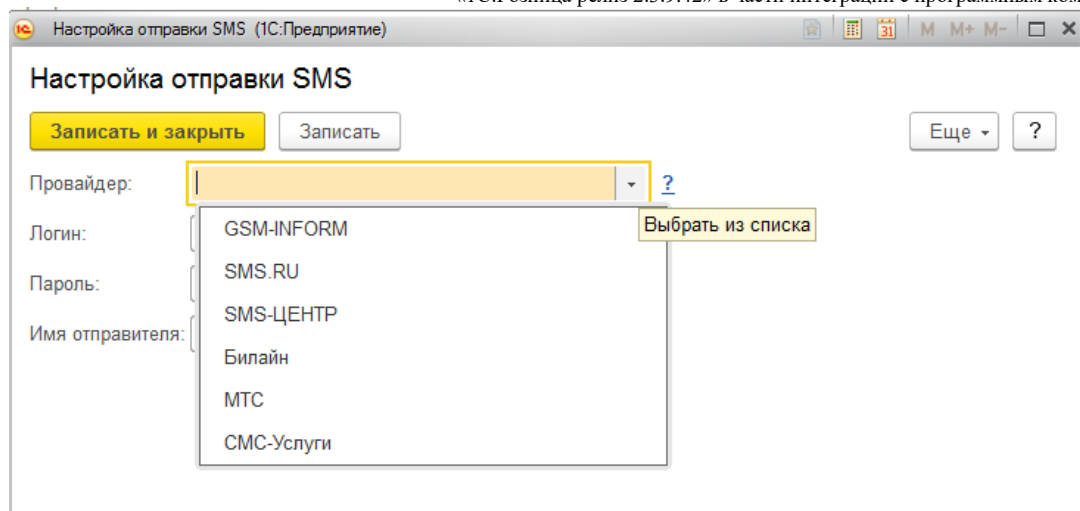 Настройка отправки SMS (1С:Предприятие)
31 M M+ M-
Настройка отправки SMS
Записать и закрыть Записать Еще ?
Провайдер: ?
Выбрать из списка
Логин:
Пароль:
Имя отправителя:
GSM-INFORM
SMS.RU
SMS-ЦЕНТР
Билайн
МТС
СМС-Услуги